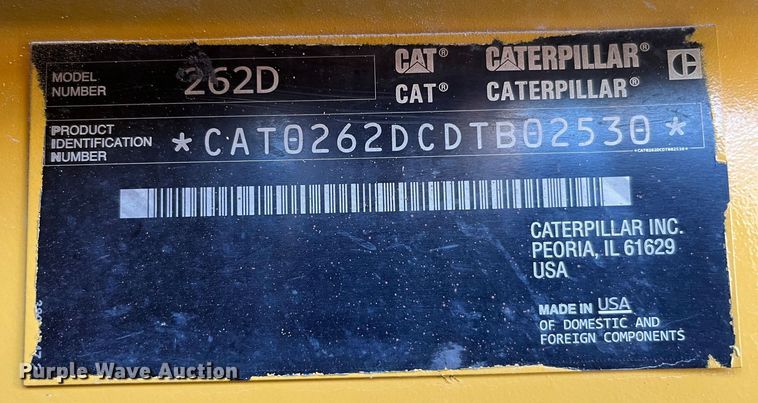 MODEL
NUMBER
262D
CAT® CATERPILLAR®
CAT® CATERPILLAR®
PRODUCT
IDENTIFICATION
NUMBER
*CAT0262DCDTB02530*
*CAT0262DCDTB02530*
CATERPILLAR INC.
PEORIA, IL 61629
USA
MADE IN USA
OF DOMESTIC AND
FOREIGN COMPONENTS
Purple Wave Auction